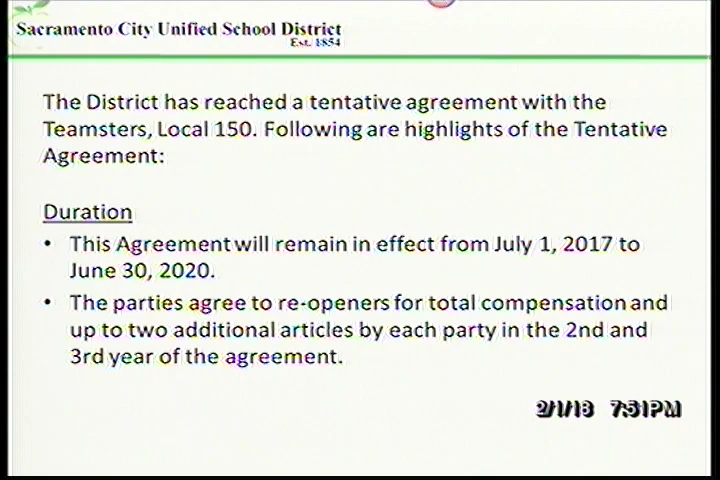 Sacramento City Unified School District
Est. 1854
The District has reached a tentative agreement with the
Teamsters, Local 150. Following are highlights of the Tentative
Agreement:
Duration
• This Agreement will remain in effect from July 1, 2017 to
June 30, 2020.
• The parties agree to re-openers for total compensation and
up to two additional articles by each party in the 2nd and
3rd year of the agreement.
2/1/18 7:51PM